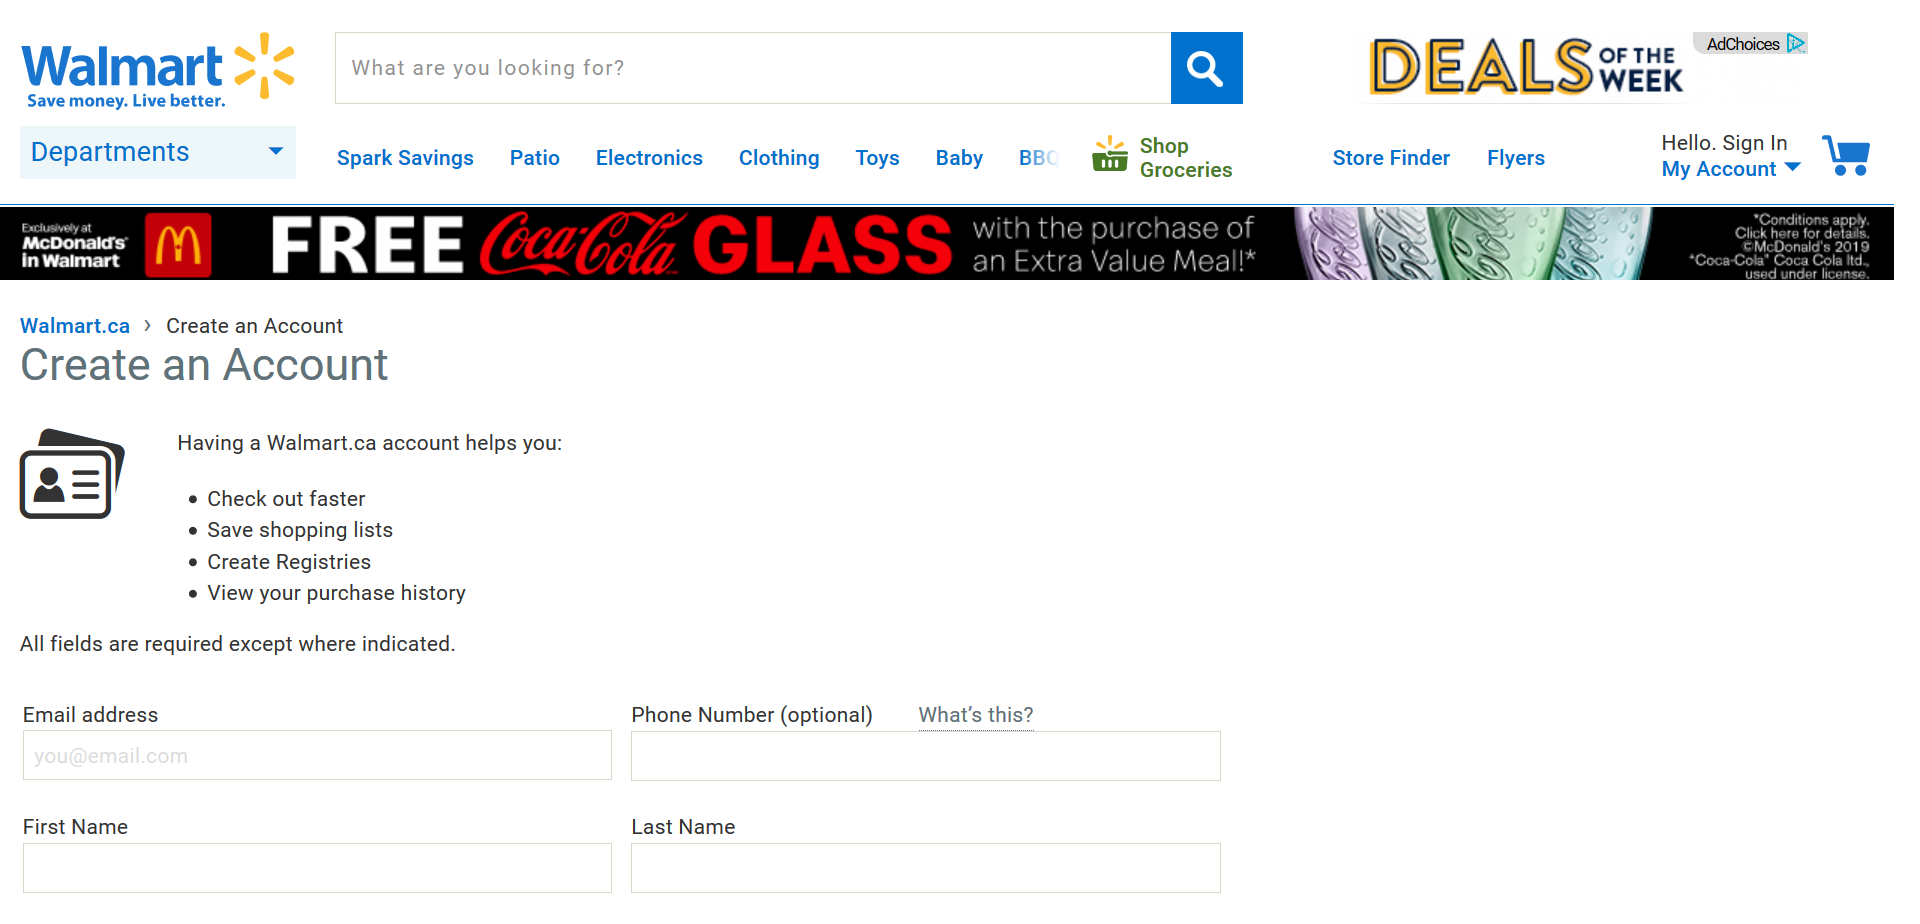 Walmart
Save money. Live better.
What are you looking for?
DEALS OF THE WEEK
AdChoices
Departments
Spark Savings
Patio
Electronics
Clothing
Toys
Baby
BBQ
Shop Groceries
Store Finder
Flyers
Hello. Sign In
My Account
Exclusively at
McDonald's
in Walmart
FREE Coca-Cola GLASS
with the purchase of
an Extra Value Meal!*
*Conditions apply.
Click here for details.
©McDonald's 2019
*Coca-Cola" Coca Cola ltd.,
used under license.
Walmart.ca › Create an Account
Create an Account
Having a Walmart.ca account helps you:
• Check out faster
• Save shopping lists
• Create Registries
• View your purchase history
All fields are required except where indicated.
Email address
you@email.com
Phone Number (optional)
What's this?
First Name
Last Name